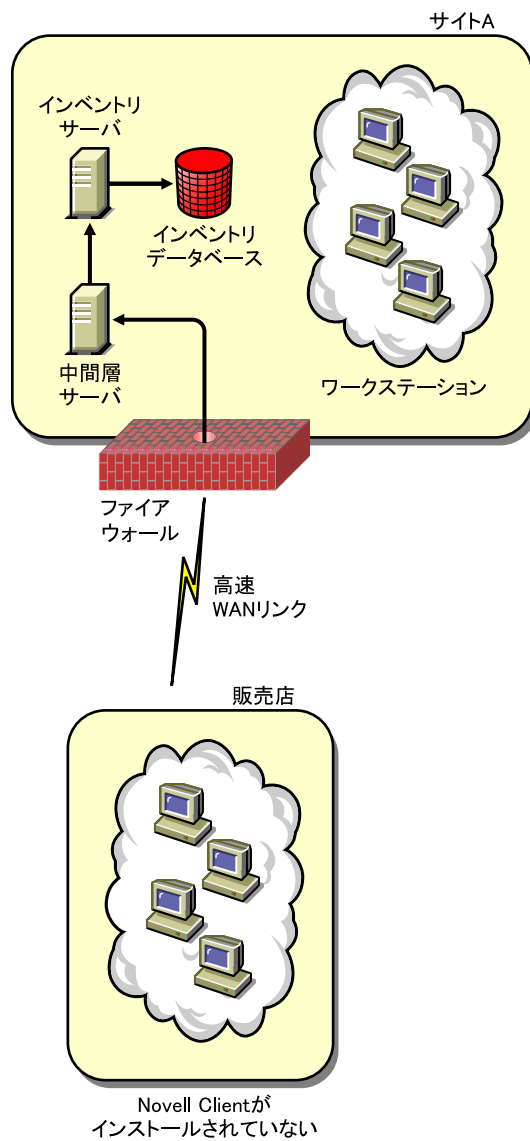 サイトA
インベントリ
サーバ
インベントリ
データベース
中間層
サーバ
ワークステーション
ファイア
ウォール
高速
WANリンク
販売店
Novell Clientが
インストールされていない